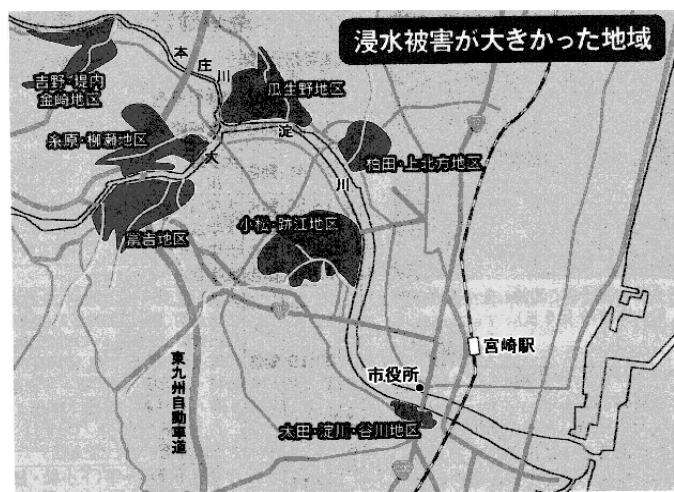 浸水被害が大きかった地域
本庄川
吉野・堤内
金崎地区
瓜生野地区
糸原・柳瀬地区
大淀川
柏田・上北方地区
小松・跡江地区
富吉地区
宮崎駅
市役所
東九州自動車道
太田・淀川・谷川地区